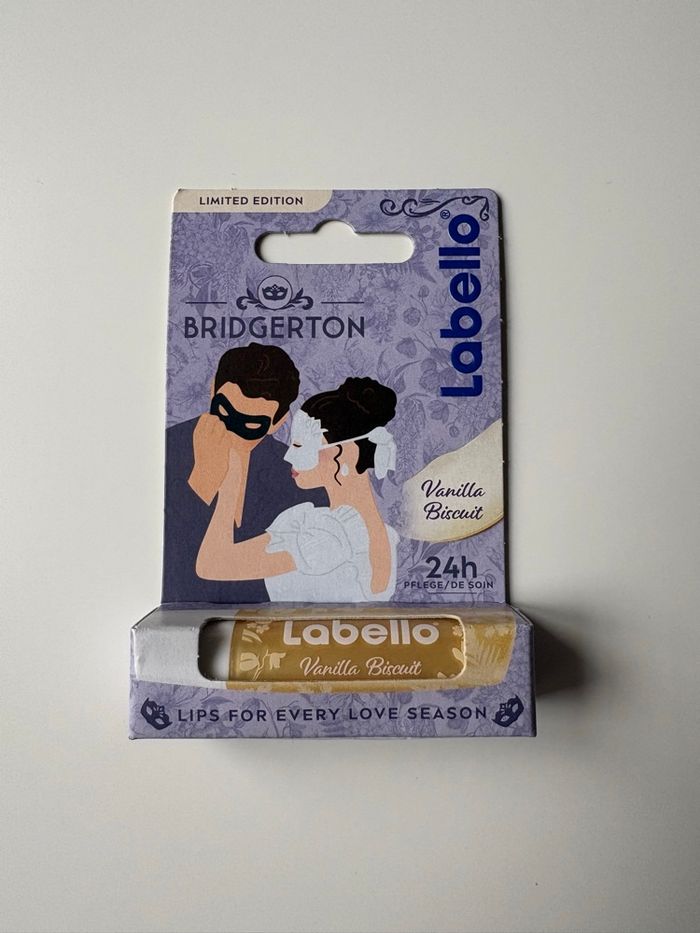 LIMITED EDITION
Labello®
BRIDGERTON
Vanilla
Biscuit
24h
PFLEGE/DE SOIN
Labello
Vanilla Biscuit
LIPS FOR EVERY LOVE SEASON